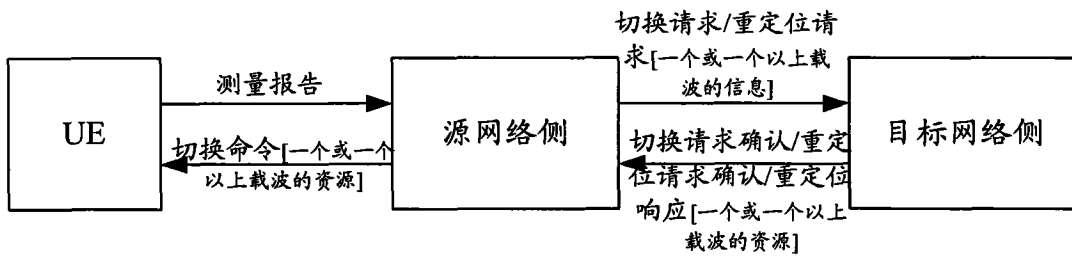 UE
测量报告
切换命令[一个或一个
以上载波的资源]
源网络侧
切换请求/重定位请
求[一个或一个以上载
波的信息]
切换请求确认/重定
位请求确认/重定位
响应[一个或一个以上
载波的资源]
目标网络侧